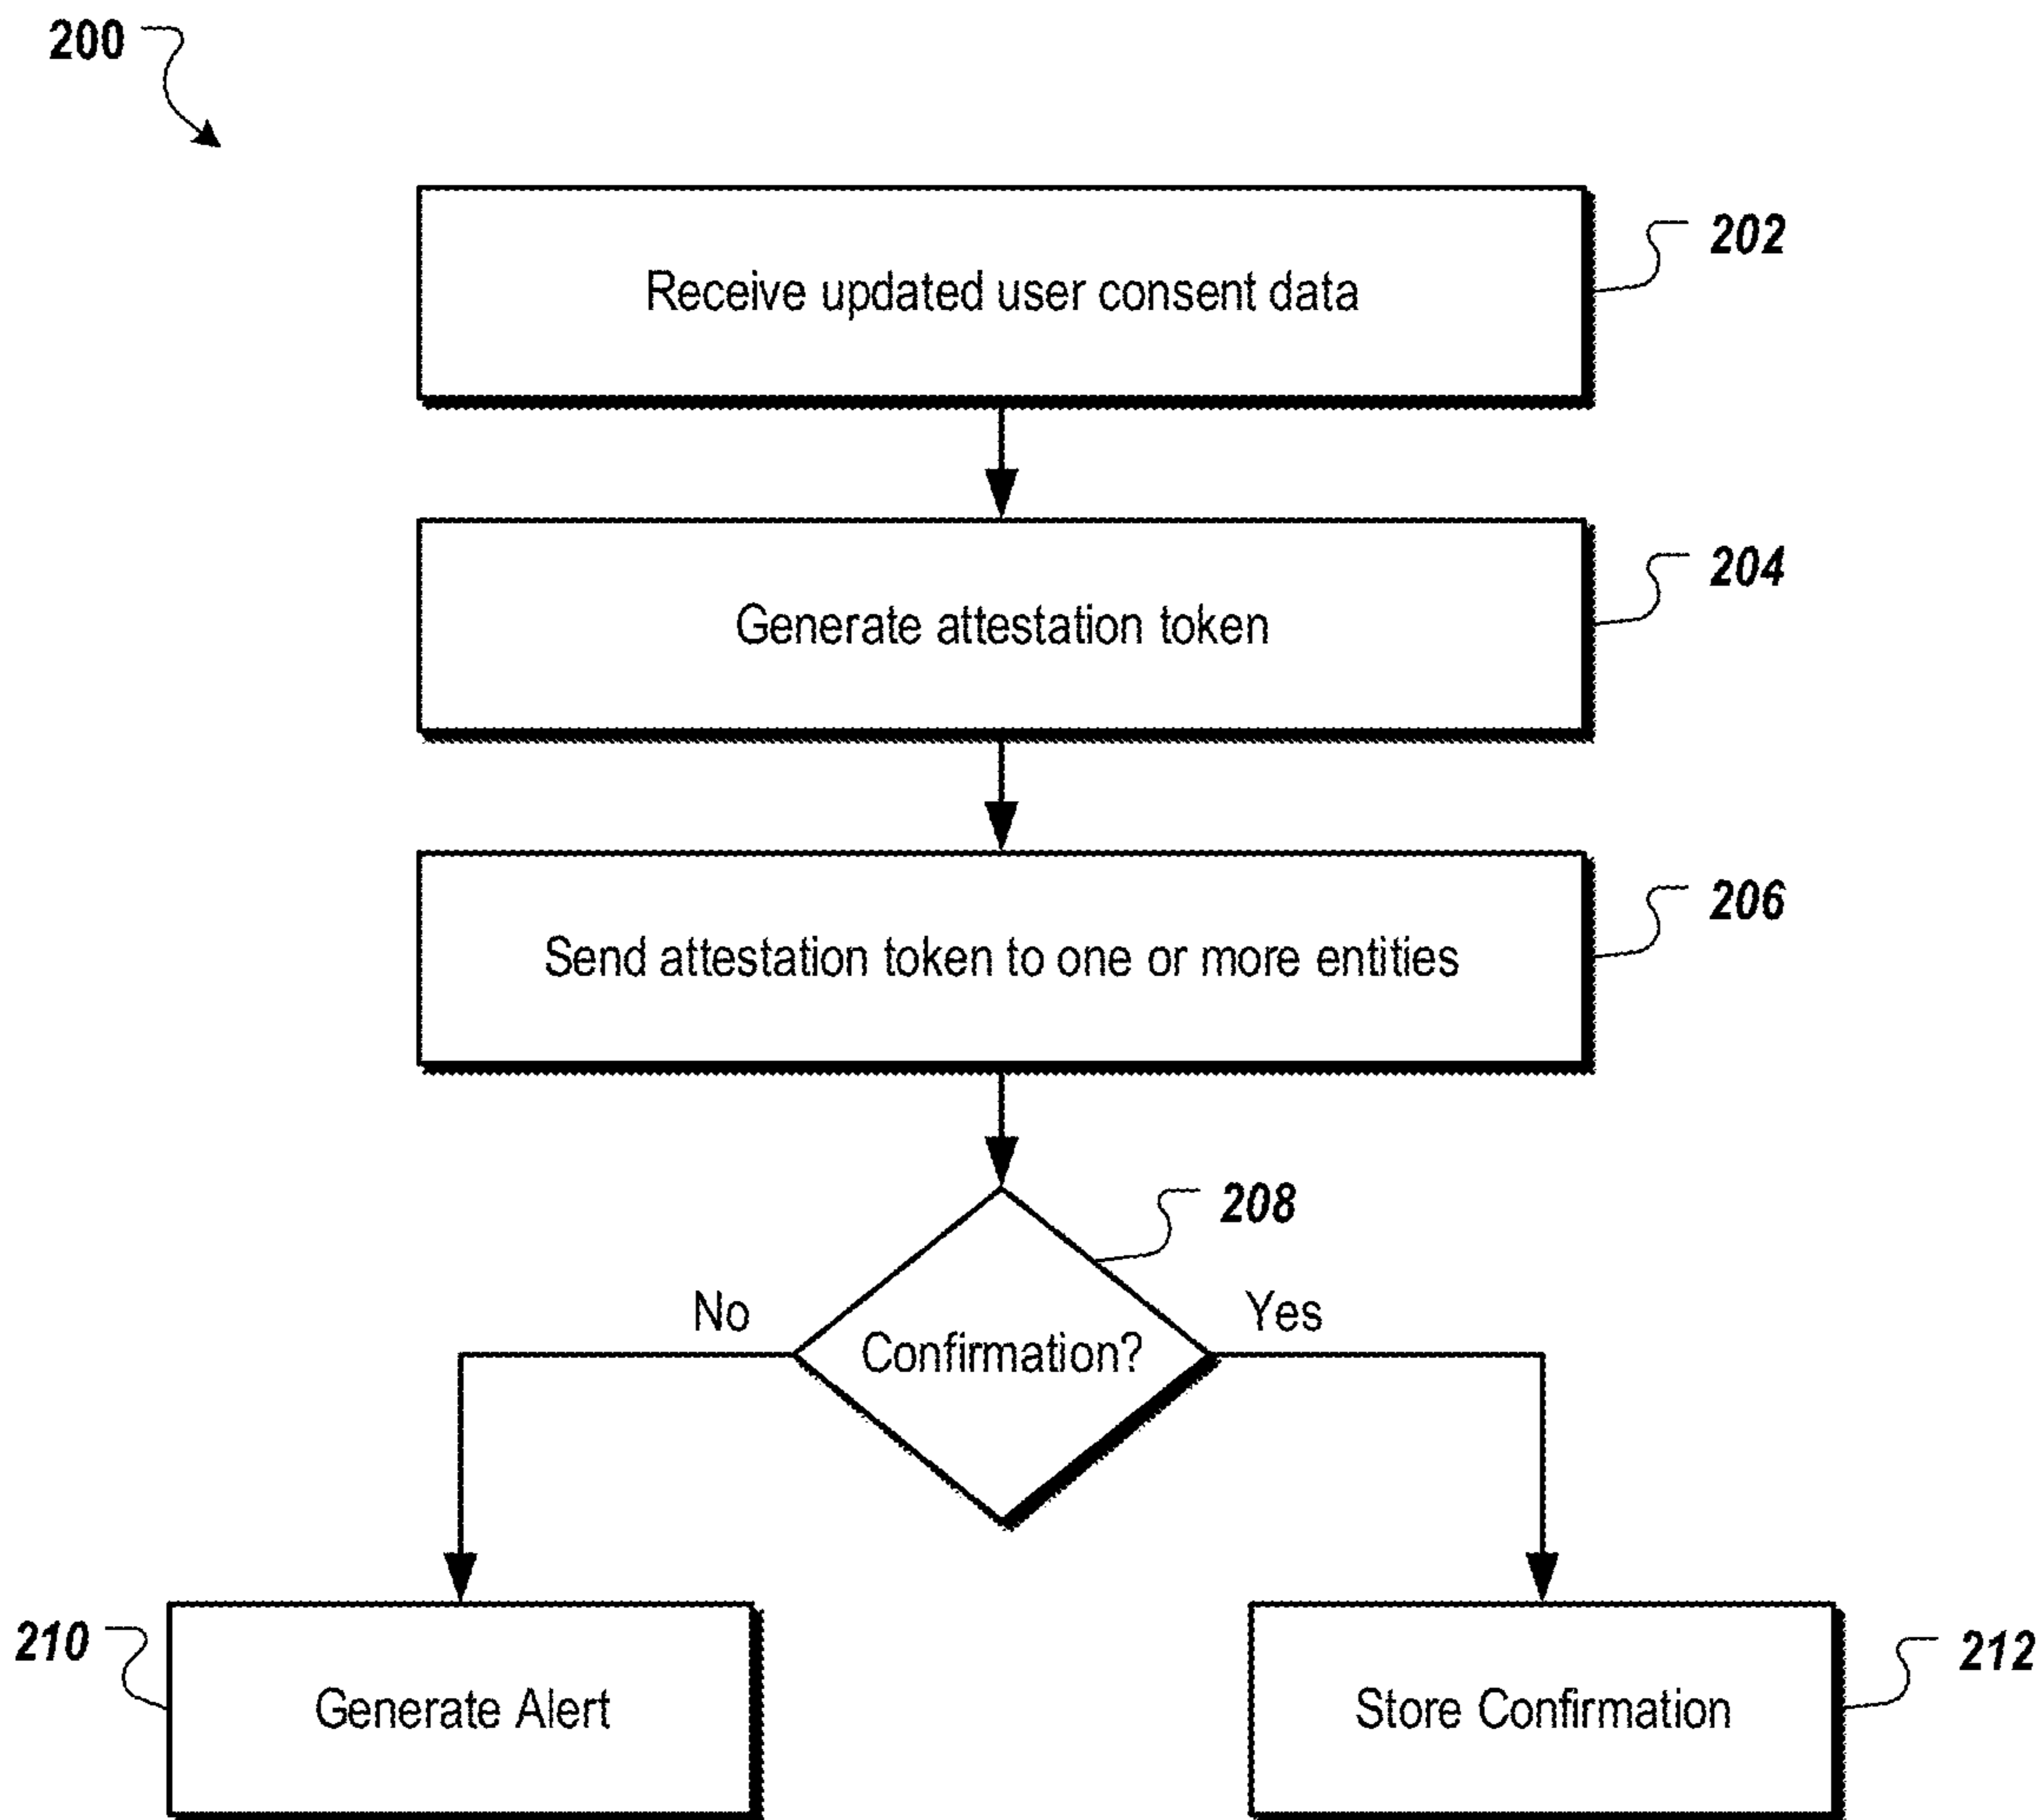 200
Receive updated user consent data
202
Generate attestation token
204
Send attestation token to one or more entities
206
208
No
Confirmation?
Yes
210
Generate Alert
Store Confirmation
212